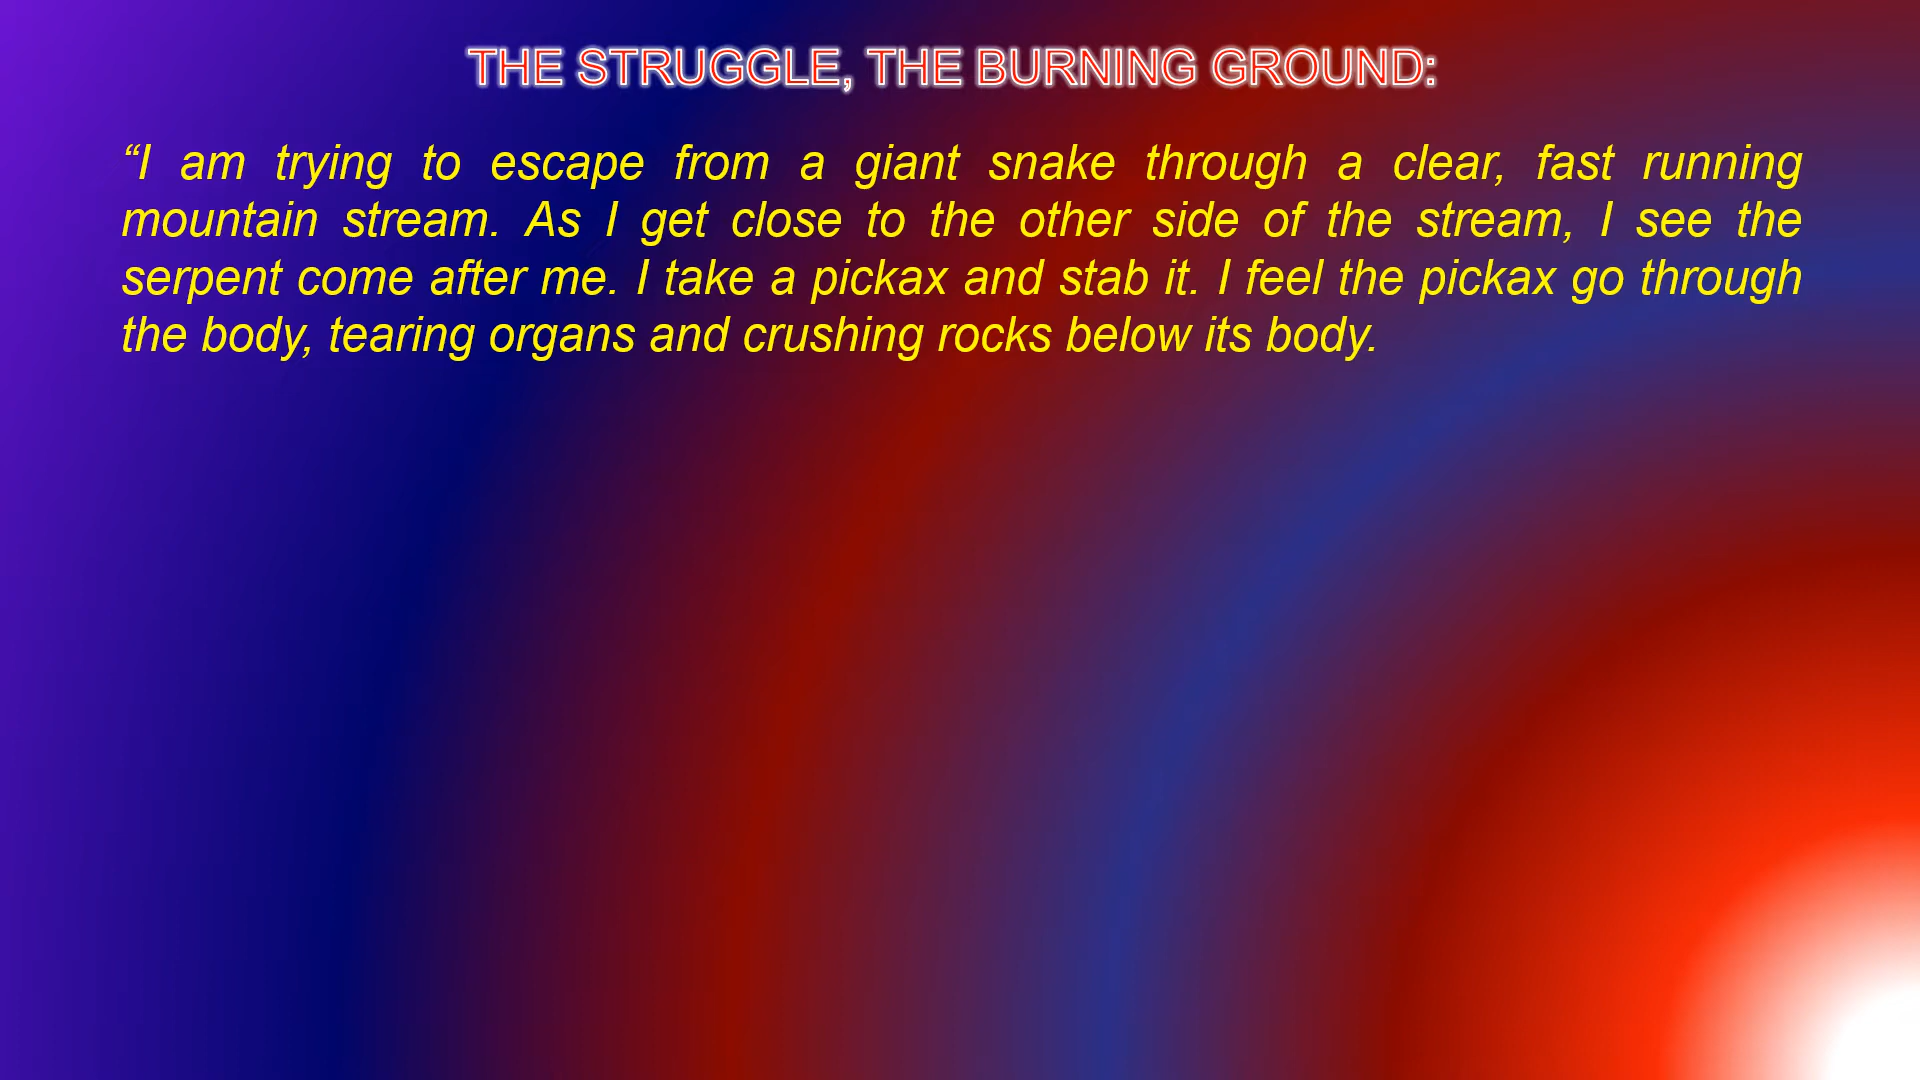 THE STRUGGLE, THE BURNING GROUND:
“I am trying to escape from a giant snake through a clear, fast running
mountain stream. As I get close to the other side of the stream, I see the
serpent come after me. I take a pickax and stab it. I feel the pickax go through
the body, tearing organs and crushing rocks below its body.